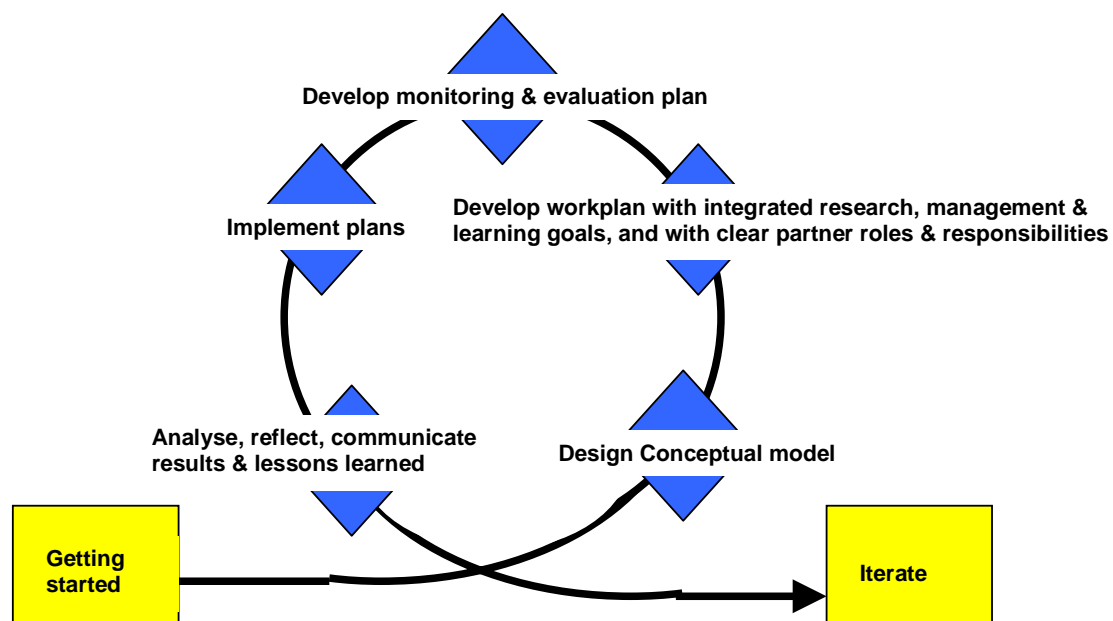 Develop monitoring & evaluation plan
Implement plans
Develop workplan with integrated research, management &
learning goals, and with clear partner roles & responsibilities
Analyse, reflect, communicate
results & lessons learned
Design Conceptual model
Getting
started
Iterate